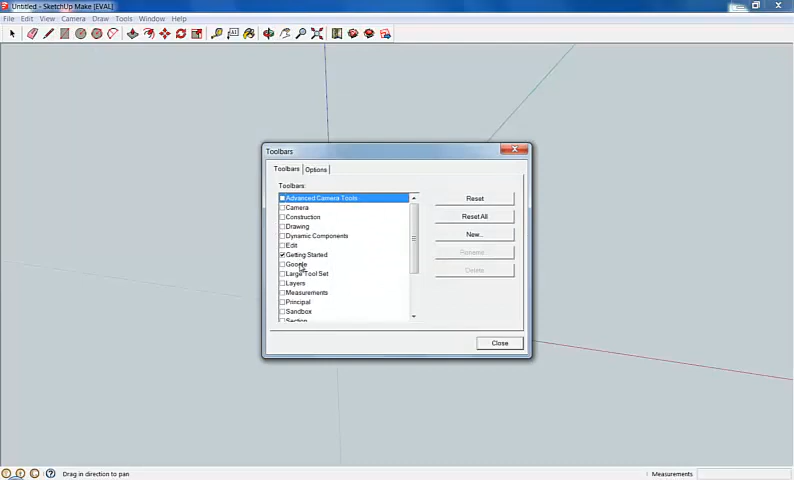 Untitled - SketchUp Make [EVAL]
File Edit View Camera Draw Tools Window Help
Toolbars
Toolbars Options
Toolbars:
Advanced Camera Tools
Camera
Construction
Drawing
Dynamic Components
Edit
Getting Started
Google
Large Tool Set
Layers
Measurements
Principal
Sandbox
Section
Reset
Reset All
New...
Rename
Delete
Close
Drag in direction to pan
Measurements